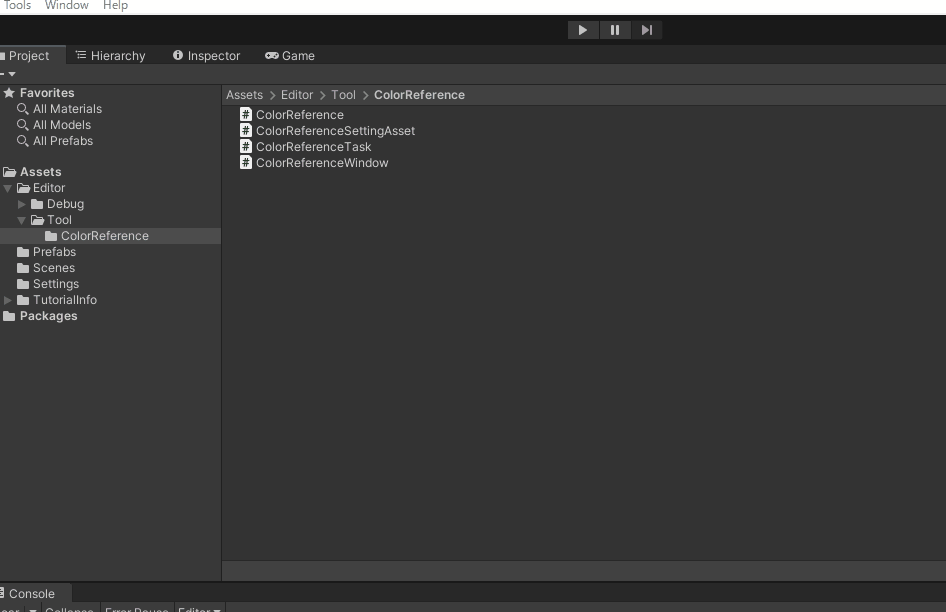 Tools Window Help
Project Hierarchy Inspector Game
Favorites
All Materials
All Models
All Prefabs
Assets
Editor
Debug
Tool
ColorReference
Prefabs
Scenes
Settings
TutorialInfo
Packages
Assets > Editor > Tool > ColorReference
ColorReference
ColorReferenceSettingAsset
ColorReferenceTask
ColorReferenceWindow
Console
Collapse Error Pause Editor